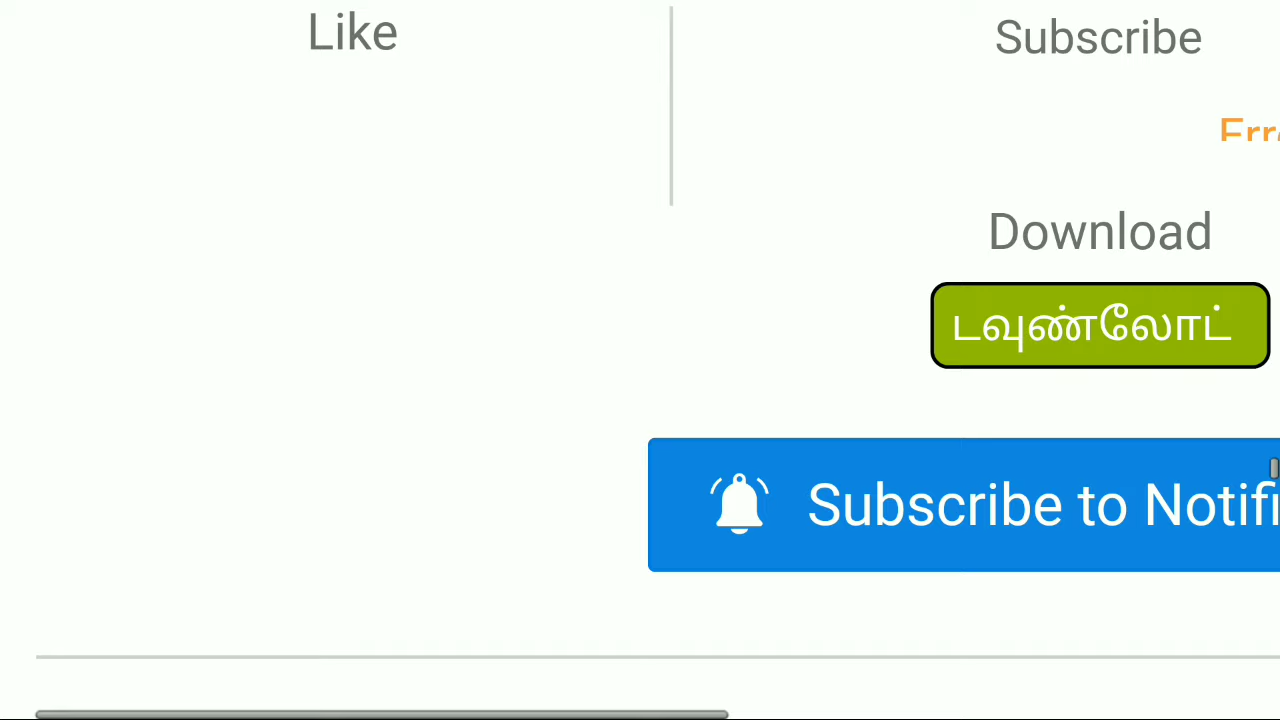 Like
Subscribe
Download
டவுண்லோட்
Subscribe to Notifi